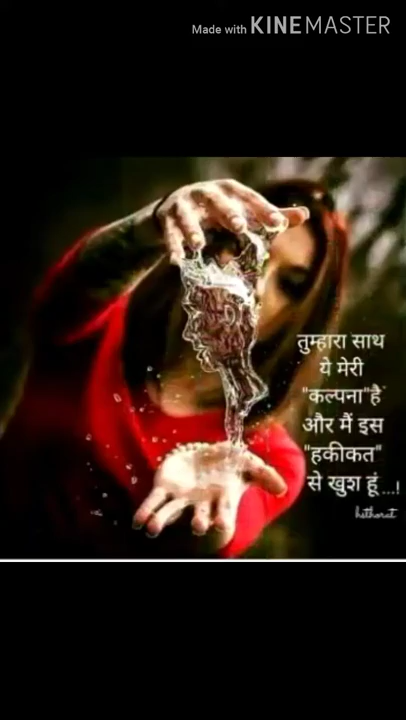 Made with KINEMASTER
तुम्हारा साथ
ये मेरी
"कल्पना"है
और मैं इस
"हकीकत"
से खुश हूं...!